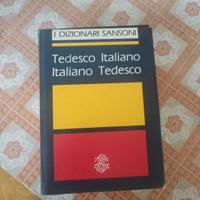 I DIZIONARI SANSONI
Tedesco Italiano
Italiano Tedesco